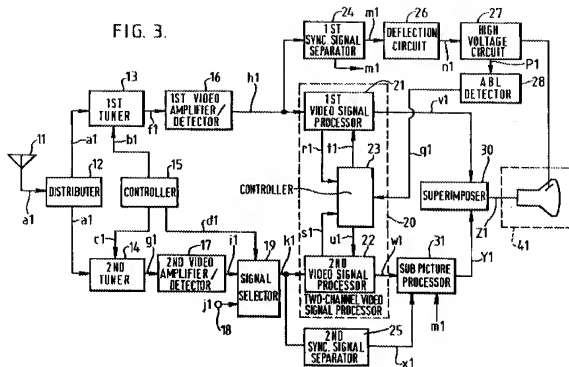 FIG. 3.
24
1ST SYNC. SIGNAL SEPARATOR
m1
m1
26
DEFLECTION CIRCUIT
n1
27
HIGH VOLTAGE CIRCUIT
P1
28
ABL DETECTOR
13
1ST TUNER
f1
16
1ST VIDEO AMPLIFIER/DETECTOR
h1
21
1ST VIDEO SIGNAL PROCESSOR
v1
q1
11
a1
12
DISTRIBUTER
a1
a1
b1
15
CONTROLLER
c1
d1
r1
t1
23
CONTROLLER
s1
u1
20
30
SUPERIMPOSER
Z1
41
14
2ND TUNER
g1
17
2ND VIDEO AMPLIFIER/DETECTOR
i1
j1
18
19
SIGNAL SELECTOR
k1
22
2ND VIDEO SIGNAL PROCESSOR
TWO-CHANNEL VIDEO SIGNAL PROCESSOR
w1
31
SUB PICTURE PROCESSOR
Y1
m1
25
2ND SYNC. SIGNAL SEPARATOR
x1